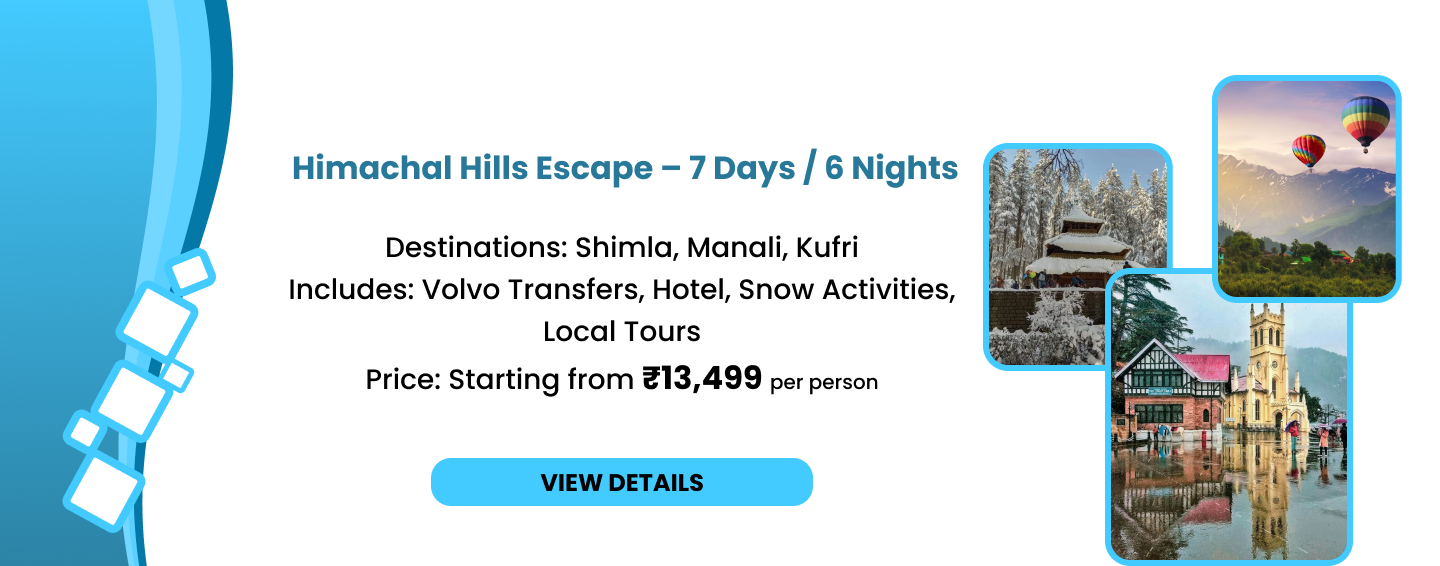 Himachal Hills Escape – 7 Days / 6 Nights
Destinations: Shimla, Manali, Kufri
Includes: Volvo Transfers, Hotel, Snow Activities,
Local Tours
Price: Starting from ₹13,499 per person
VIEW DETAILS